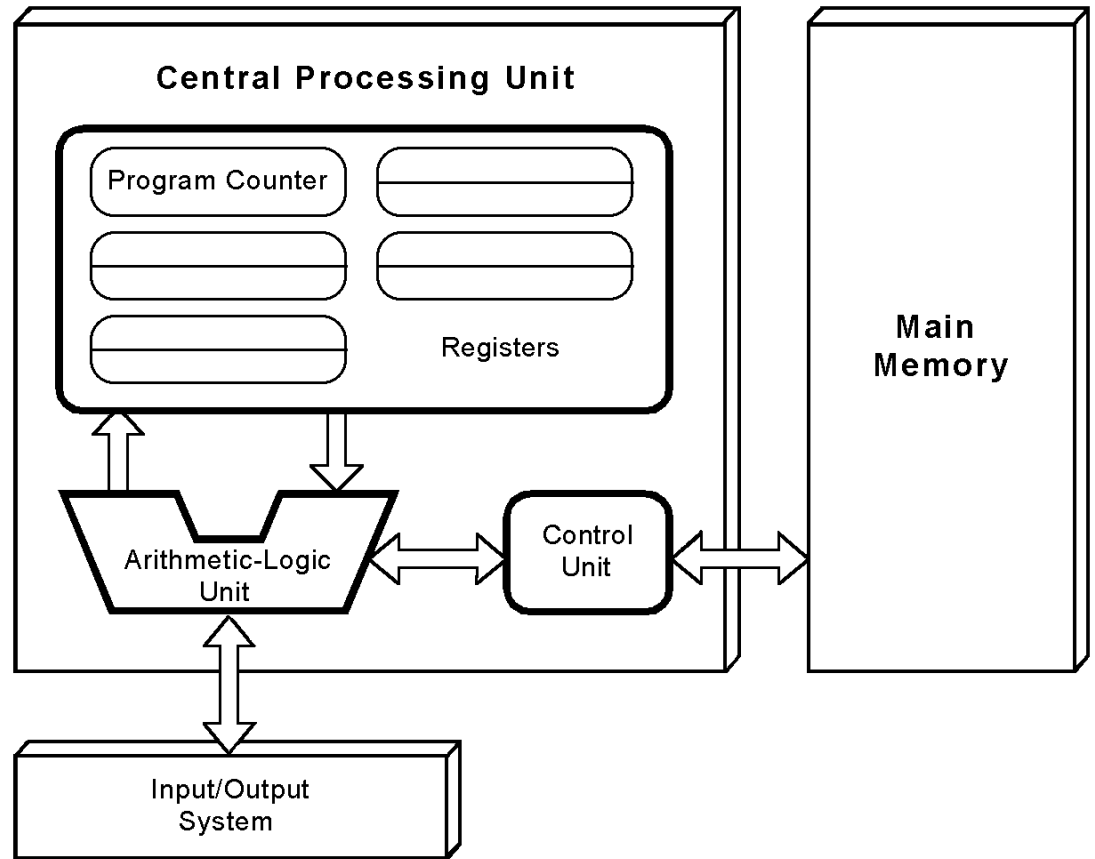 Central Processing Unit
Program Counter
Registers
Main
Memory
Arithmetic-Logic
Unit
Control
Unit
Input/Output
System